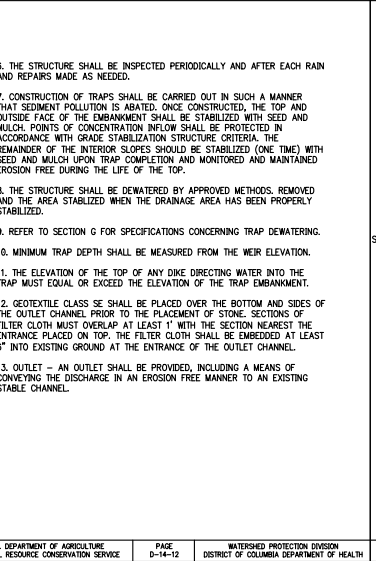 6. THE STRUCTURE SHALL BE INSPECTED PERIODICALLY AND AFTER EACH RAIN
AND REPAIRS MADE AS NEEDED.
7. CONSTRUCTION OF TRAPS SHALL BE CARRIED OUT IN SUCH A MANNER
THAT SEDIMENT POLLUTION IS ABATED. ONCE CONSTRUCTED, THE TOP AND
OUTSIDE FACE OF THE EMBANKMENT SHALL BE STABILIZED WITH SEED AND
MULCH. POINTS OF CONCENTRATION INFLOW SHALL BE PROTECTED IN
ACCORDANCE WITH GRADE STABILIZATION STRUCTURE CRITERIA. THE
REMAINDER OF THE INTERIOR SLOPES SHOULD BE STABILIZED (ONE TIME) WITH
SEED AND MULCH UPON TRAP COMPLETION AND MONITORED AND MAINTAINED
EROSION FREE DURING THE LIFE OF THE TOP.
8. THE STRUCTURE SHALL BE DEWATERED BY APPROVED METHODS. REMOVED
AND THE AREA STABLIZED WHEN THE DRAINAGE AREA HAS BEEN PROPERLY
STABILIZED.
9. REFER TO SECTION G FOR SPECIFICATIONS CONCERNING TRAP DEWATERING.
0. MINIMUM TRAP DEPTH SHALL BE MEASURED FROM THE WEIR ELEVATION.
1. THE ELEVATION OF THE TOP OF ANY DIKE DIRECTING WATER INTO THE
TRAP MUST EQUAL OR EXCEED THE ELEVATION OF THE TRAP EMBANKMENT.
2. GEOTEXTILE CLASS SE SHALL BE PLACED OVER THE BOTTOM AND SIDES OF
THE OUTLET CHANNEL PRIOR TO THE PLACEMENT OF STONE. SECTIONS OF
FILTER CLOTH MUST OVERLAP AT LEAST 1' WITH THE SECTION NEAREST THE
ENTRANCE PLACED ON TOP. THE FILTER CLOTH SHALL BE EMBEDDED AT LEAST
6" INTO EXISTING GROUND AT THE ENTRANCE OF THE OUTLET CHANNEL.
3. OUTLET – AN OUTLET SHALL BE PROVIDED, INCLUDING A MEANS OF
CONVEYING THE DISCHARGE IN AN EROSION FREE MANNER TO AN EXISTING
STABLE CHANNEL.
S
. DEPARTMENT OF AGRICULTURE
RESOURCE CONSERVATION SERVICE
PAGE
D-14-12
WATERSHED PROTECTION DIVISION
DISTRICT OF COLUMBIA DEPARTMENT OF HEALTH